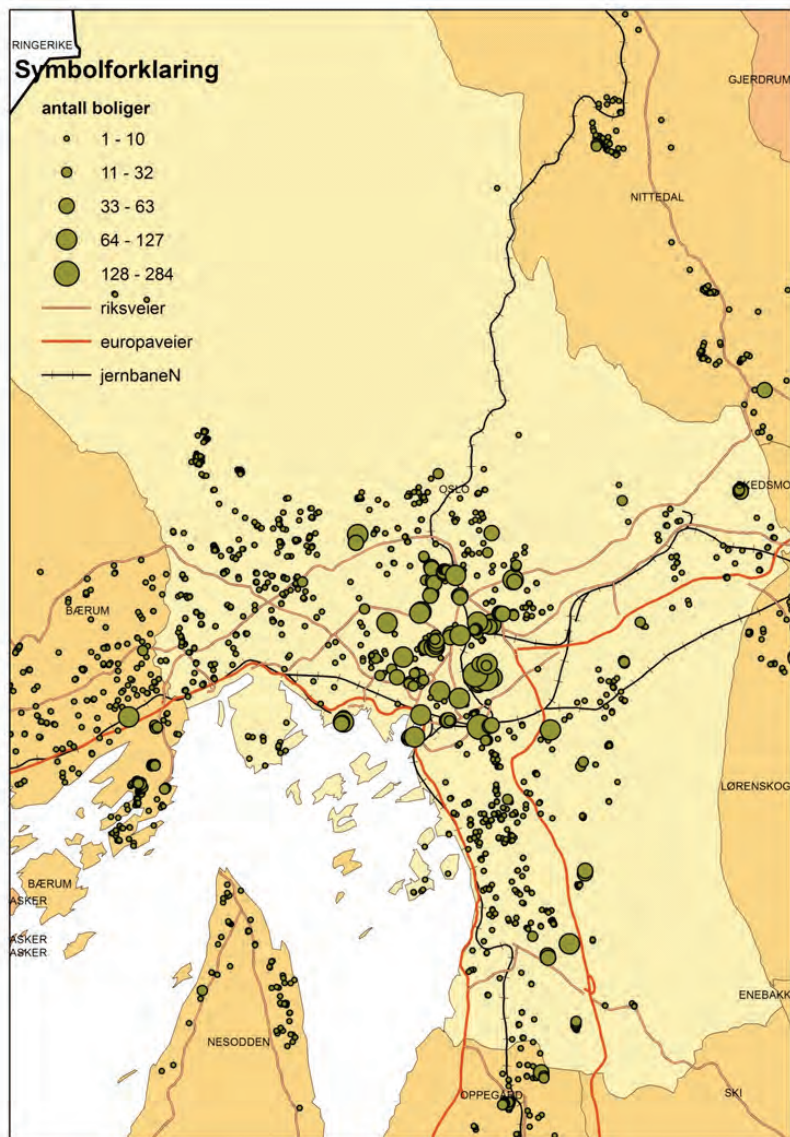 RINGERIKE
Symbolforklaring
antall boliger
1 - 10
11 - 32
33 - 63
64 - 127
128 - 284
riksveier
europaveier
jernbaneN
GJERDRUM
NITTEDAL
OSLO
SKEDSMO
BÆRUM
LØRENSKOG
BÆRUM
ASKER
ASKER
ASKER
ENEBAKK
NESODDEN
OPPEGÅRD
SKI